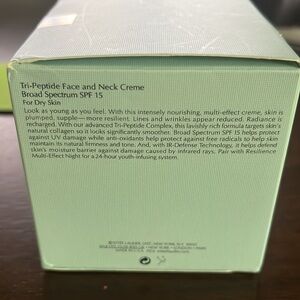 Tri-Peptide Face and Neck Creme
Broad Spectrum SPF 15
For Dry Skin
Look as young as you feel. With this intensely nourishing, multi-effect creme, skin is
plumped, supple—more resilient. Lines and wrinkles appear reduced. Radiance is
recharged. With our advanced Tri-Peptide Complex, this lavishly rich formula targets skin's
natural collagen so it looks significantly smoother. Broad Spectrum SPF 15 helps protect
against UV damage while anti-oxidants help protect against free radicals to help skin
maintain its natural firmness and tone. And, with IR-Defense Technology, it helps defend
skin's moisture barrier against damage caused by infrared rays. Pair with Resilience
Multi-Effect Night for a 24-hour youth-infusing system.
NEW YORK, N.Y.
NEW YORK • LONDON • PARIS